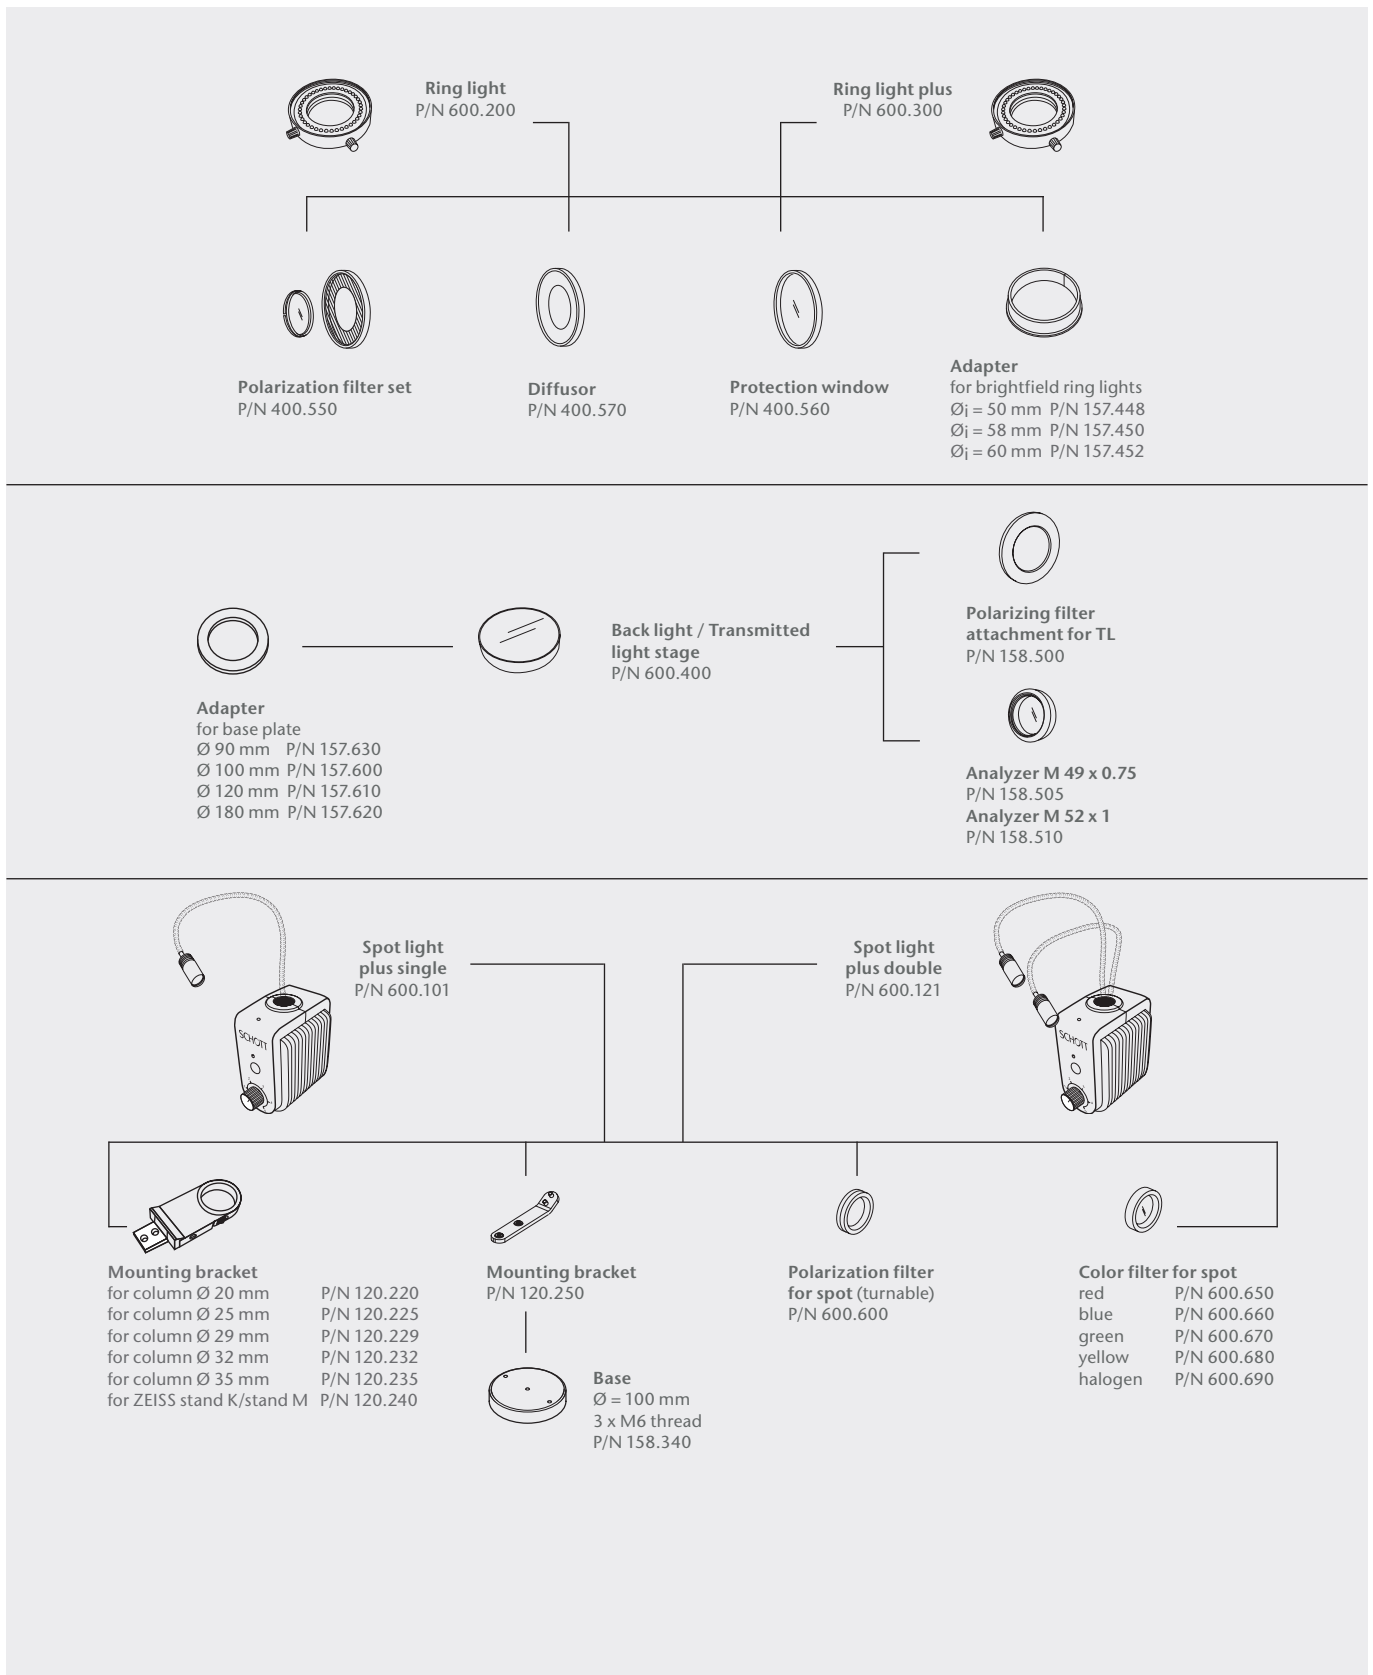 Ring light
P/N 600.200
Ring light plus
P/N 600.300
Polarization filter set
P/N 400.550
Diffusor
P/N 400.570
Protection window
P/N 400.560
Adapter
for brightfield ring lights
Øi = 50 mm P/N 157.448
Øi = 58 mm P/N 157.450
Øi = 60 mm P/N 157.452
Adapter
for base plate
Ø 90 mm P/N 157.630
Ø 100 mm P/N 157.600
Ø 120 mm P/N 157.610
Ø 180 mm P/N 157.620
Back light / Transmitted
light stage
P/N 600.400
Polarizing filter
attachment for TL
P/N 158.500
Analyzer M 49 x 0.75
P/N 158.505
Analyzer M 52 x 1
P/N 158.510
Spot light
plus single
P/N 600.101
SCHOTT
Spot light
plus double
P/N 600.121
SCHOTT
Mounting bracket
for column Ø 20 mm P/N 120.220
for column Ø 25 mm P/N 120.225
for column Ø 29 mm P/N 120.229
for column Ø 32 mm P/N 120.232
for column Ø 35 mm P/N 120.235
for ZEISS stand K/stand M P/N 120.240
Mounting bracket
P/N 120.250
Base
Ø = 100 mm
3 x M6 thread
P/N 158.340
Polarization filter
for spot (turnable)
P/N 600.600
Color filter for spot
red P/N 600.650
blue P/N 600.660
green P/N 600.670
yellow P/N 600.680
halogen P/N 600.690